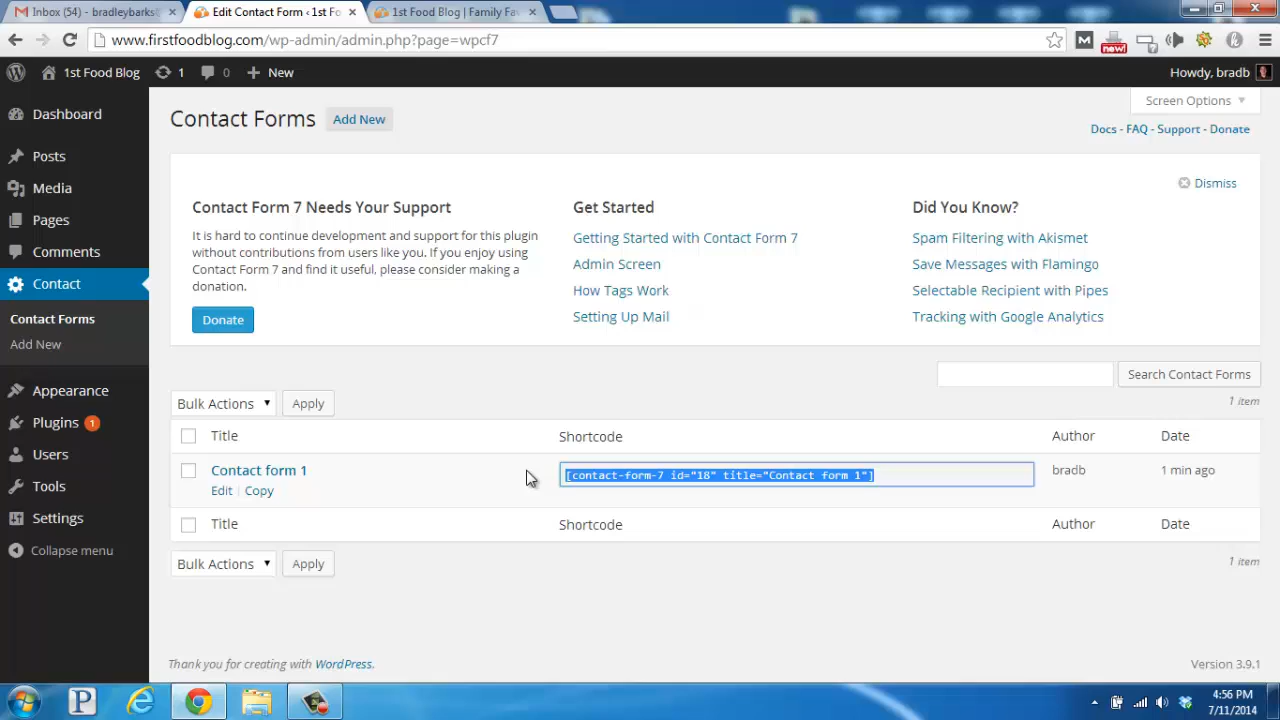 Inbox (54) - bradleybarks@
Edit Contact Form ‹ 1st Fo
1st Food Blog | Family Fav
www.firstfoodblog.com/wp-admin/admin.php?page=wpcf7
new!
1st Food Blog
1
0
New
Howdy, bradb
Dashboard
Posts
Media
Pages
Comments
Contact
Contact Forms
Add New
Appearance
Plugins 1
Users
Tools
Settings
Collapse menu
Contact Forms
Add New
Screen Options
Docs - FAQ - Support - Donate
Dismiss
Contact Form 7 Needs Your Support
It is hard to continue development and support for this plugin
without contributions from users like you. If you enjoy using
Contact Form 7 and find it useful, please consider making a
donation.
Donate
Get Started
Getting Started with Contact Form 7
Admin Screen
How Tags Work
Setting Up Mail
Did You Know?
Spam Filtering with Akismet
Save Messages with Flamingo
Selectable Recipient with Pipes
Tracking with Google Analytics
Search Contact Forms
Bulk Actions
Apply
1 item
Title Shortcode Author Date
Contact form 1 [contact-form-7 id="18" title="Contact form 1"] bradb 1 min ago
Edit | Copy
Title Shortcode Author Date
Bulk Actions
Apply
1 item
Thank you for creating with WordPress.
Version 3.9.1
4:56 PM
7/11/2014